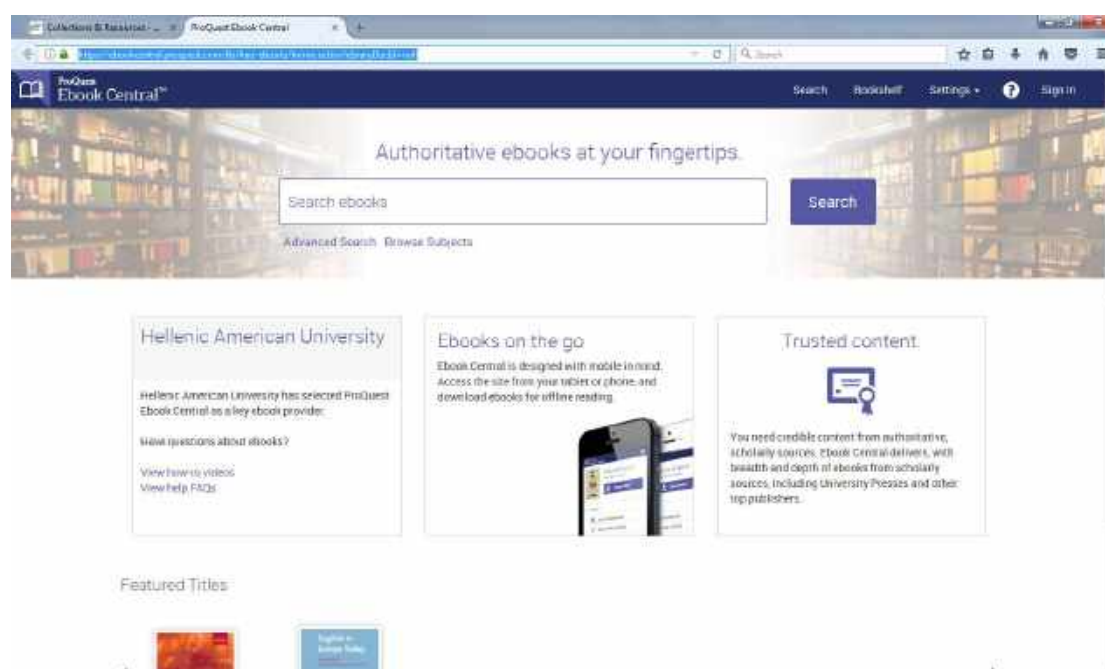 Collections & Resources - ...
ProQuest Ebook Central
Search
ProQuest
Ebook Central™
Search Bookshelf Settings ? Sign In
Authoritative ebooks at your fingertips.
Search ebooks
Search
Advanced Search Browse Subjects
Hellenic American University
Hellenic American University has selected ProQuest
Ebook Central as a key ebook provider.
Have questions about ebooks?
View how-to videos
View help FAQs
Ebooks on the go
Ebook Central is designed with mobile in mind.
Access the site from your tablet or phone, and
download ebooks for offline reading.
Trusted content
You need credible content from authoritative,
scholarly sources. Ebook Central delivers, with
breadth and depth of ebooks from scholarly
sources, including University Presses and other
top publishers.
Featured Titles
English in
Europe Today